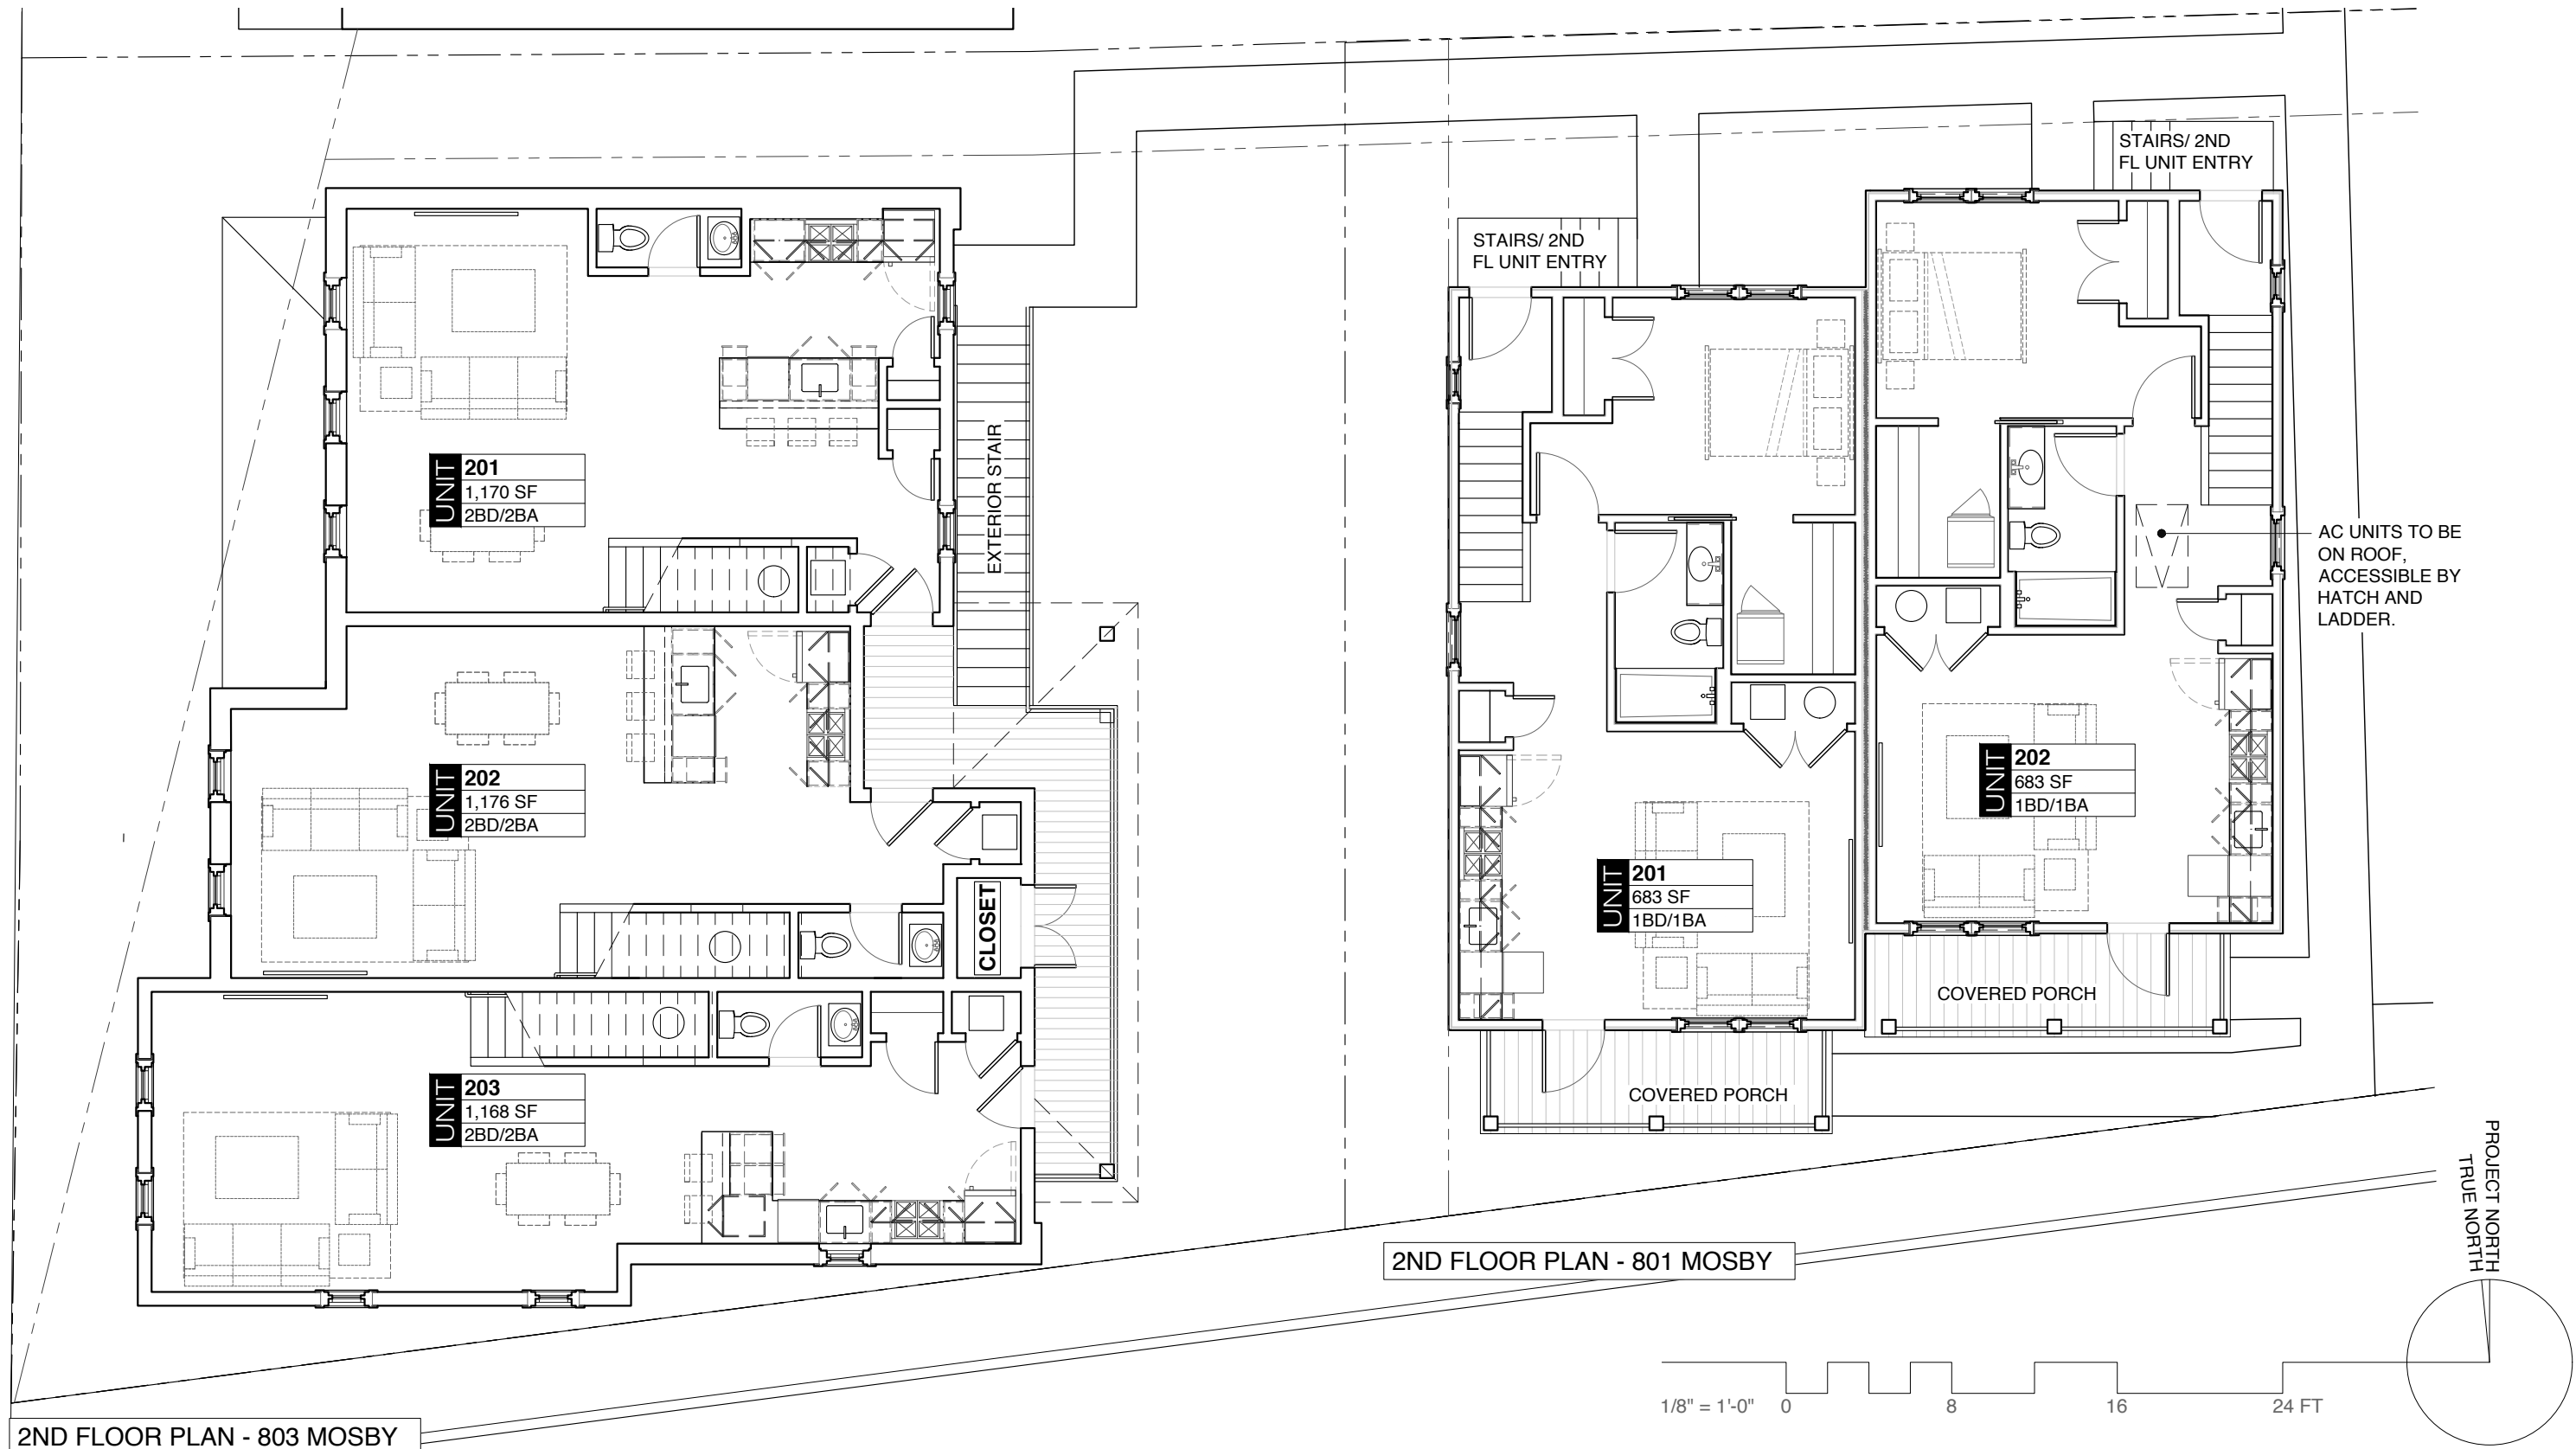 STAIRS/ 2ND
FL UNIT ENTRY
STAIRS/ 2ND
FL UNIT ENTRY
UNIT
201
1,170 SF
2BD/2BA
EXTERIOR STAIR
AC UNITS TO BE
ON ROOF,
ACCESSIBLE BY
HATCH AND
LADDER.
UNIT
202
1,176 SF
2BD/2BA
CLOSET
UNIT
202
683 SF
1BD/1BA
UNIT
201
683 SF
1BD/1BA
COVERED PORCH
COVERED PORCH
UNIT
203
1,168 SF
2BD/2BA
PROJECT NORTH
TRUE NORTH
2ND FLOOR PLAN - 801 MOSBY
1/8" = 1'-0" 0 8 16 24 FT
2ND FLOOR PLAN - 803 MOSBY